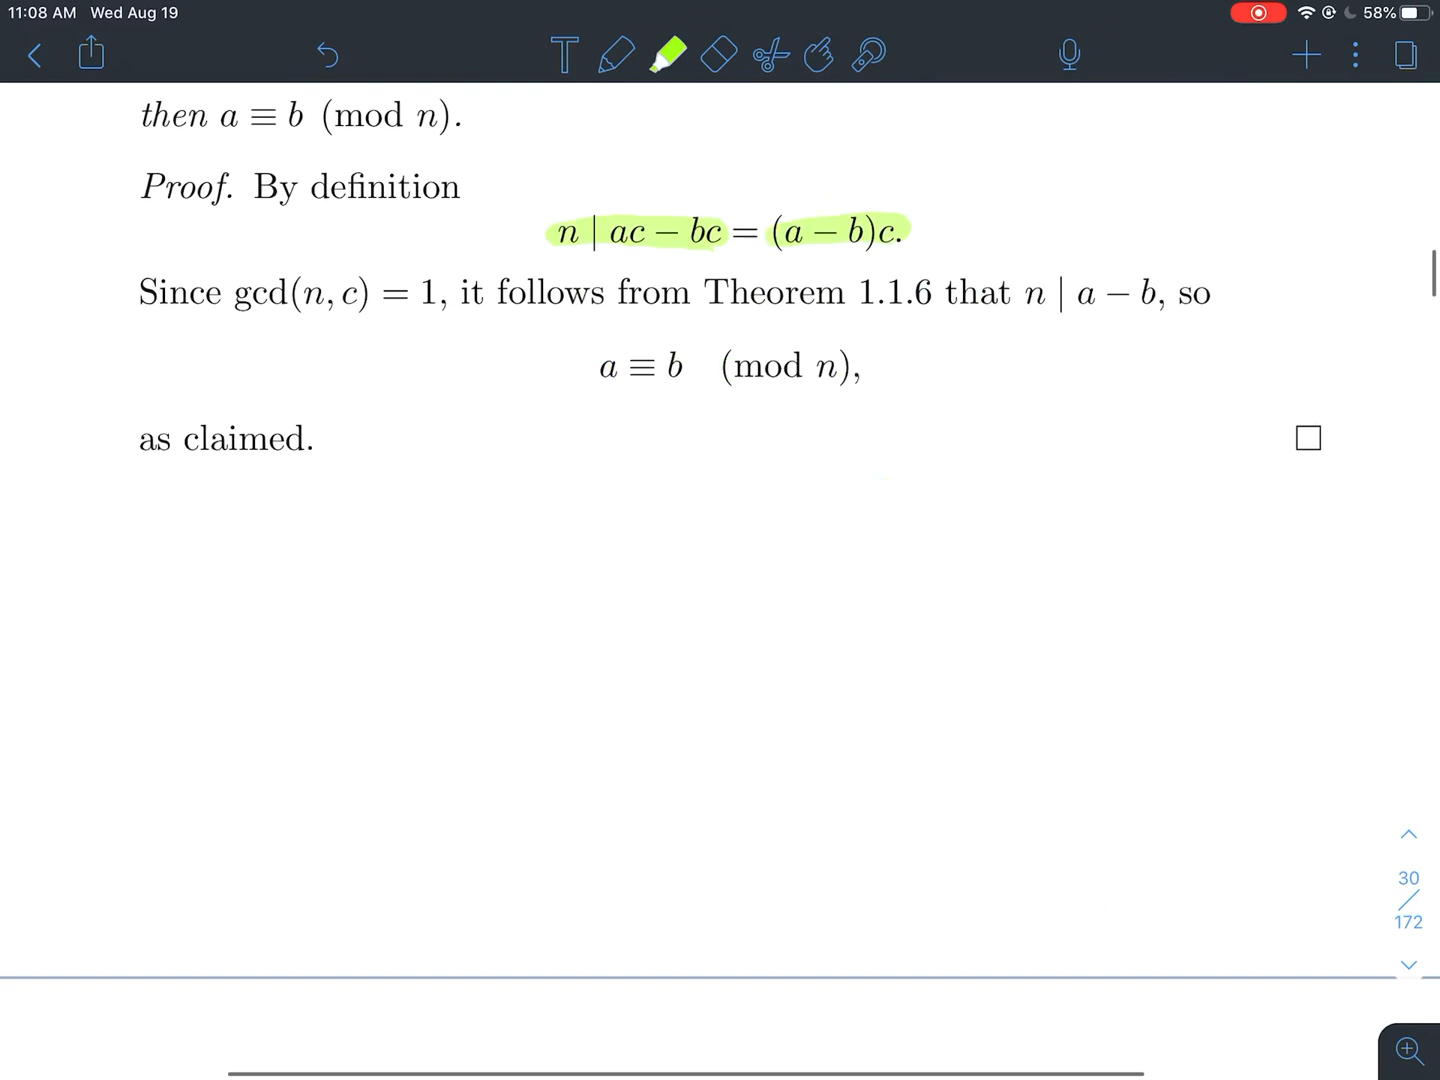 11:08 AM Wed Aug 19
58%
then a ≡ b (mod n).
Proof. By definition
n | ac − bc = (a − b)c.
Since gcd(n, c) = 1, it follows from Theorem 1.1.6 that n | a − b, so
a ≡ b (mod n),
as claimed.
□
30
/
172